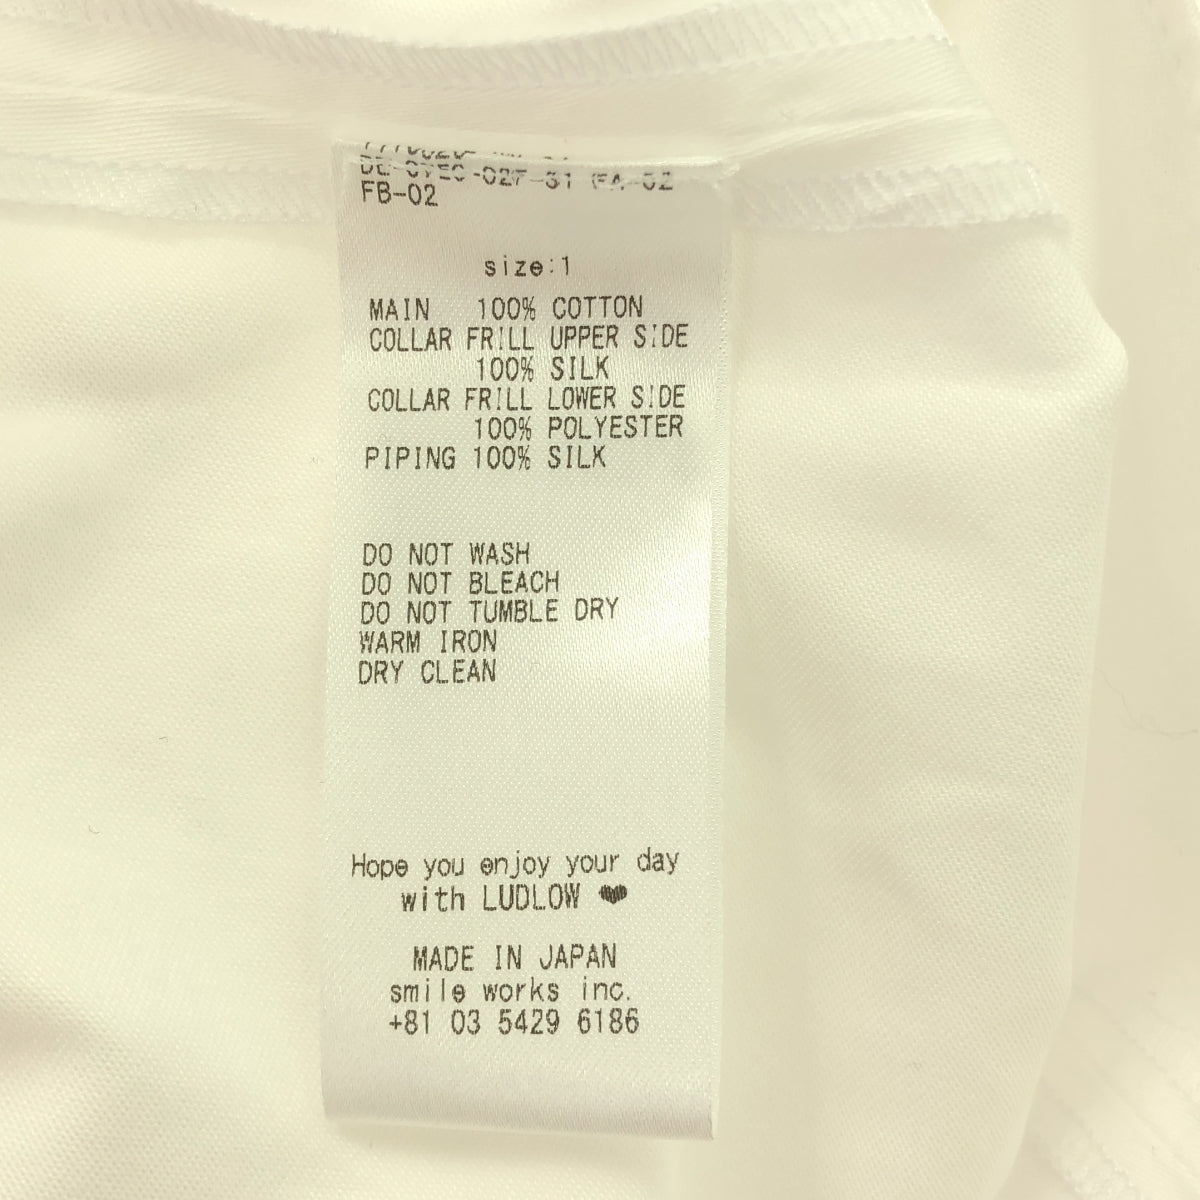 FB-02
size:1
MAIN 100% COTTON
COLLAR FRILL UPPER SIDE
100% SILK
COLLAR FRILL LOWER SIDE
100% POLYESTER
PIPING 100% SILK
DO NOT WASH
DO NOT BLEACH
DO NOT TUMBLE DRY
WARM IRON
DRY CLEAN
Hope you enjoy your day
with LUDLOW ♥
MADE IN JAPAN
smile works inc.
+81 03 5429 6186